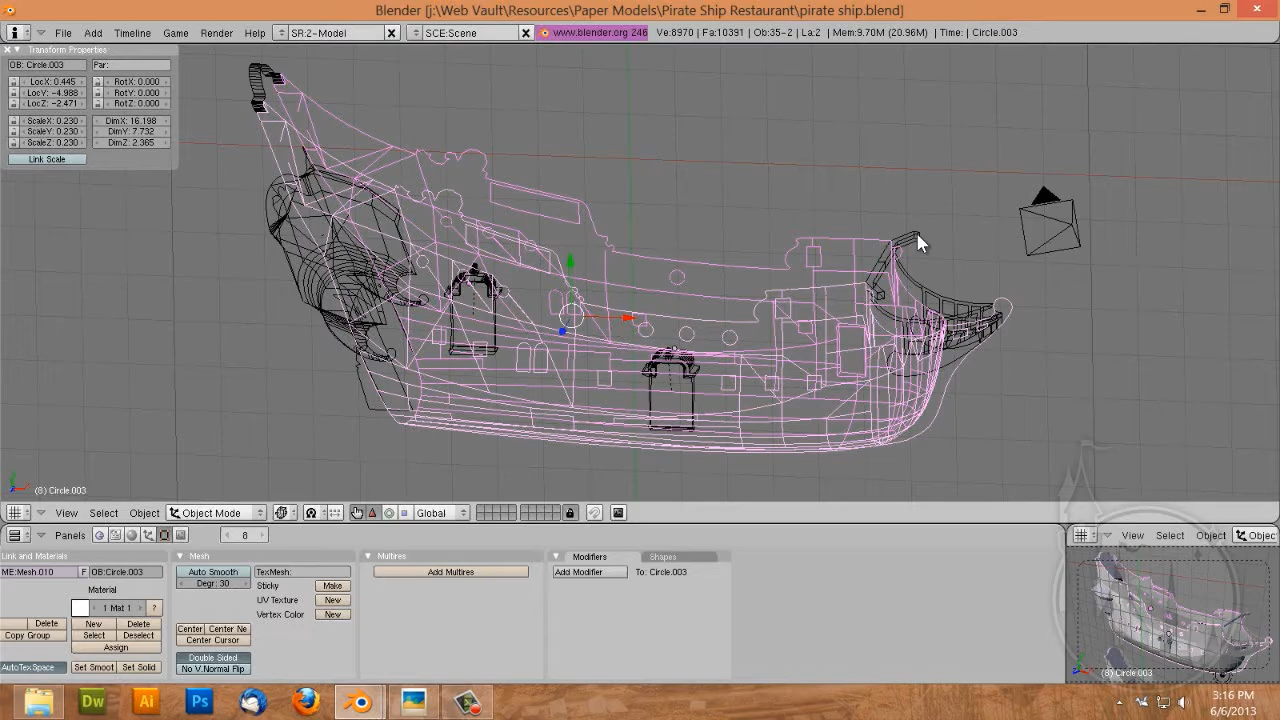 Blender [j:\Web Vault\Resources\Paper Models\Pirate Ship Restaurant\pirate ship.blend]
File Add Timeline Game Render Help SR:2-Model SCE:Scene www.blender.org 246 Ve:8970 | Fa:10391 | Ob:35-2 | La:2 | Mem:9.70M (20.96M) | Time: | Circle.003
Transform Properties
OB: Circle.003 Par:
LocX: 0.445 RotX: 0.000
LocY: -4.988 RotY: 0.000
LocZ: -2.471 RotZ: 0.000
ScaleX: 0.230 DimX: 16.198
ScaleY: 0.230 DimY: 7.732
ScaleZ: 0.230 DimZ: 2.365
Link Scale
(8) Circle.003
View Select Object Object Mode Global
Panels 8 View Select Object Objec
Link and Materials Mesh Multires Modifiers Shapes
ME:Mesh.010 F OB:Circle.003 Auto Smooth TexMesh: Add Multires Add Modifier To: Circle.003
Degr: 30 Sticky Make
Material
1 Mat 1 ? UV Texture New
Delete New Delete Vertex Color New
Copy Group Select Deselect Center Center Ne
Assign Center Cursor
Double Sided
AutoTexSpace Set Smoot Set Solid No V.Normal Flip
(8) Circle.003
Dw Ai Ps
3:16 PM
6/6/2013